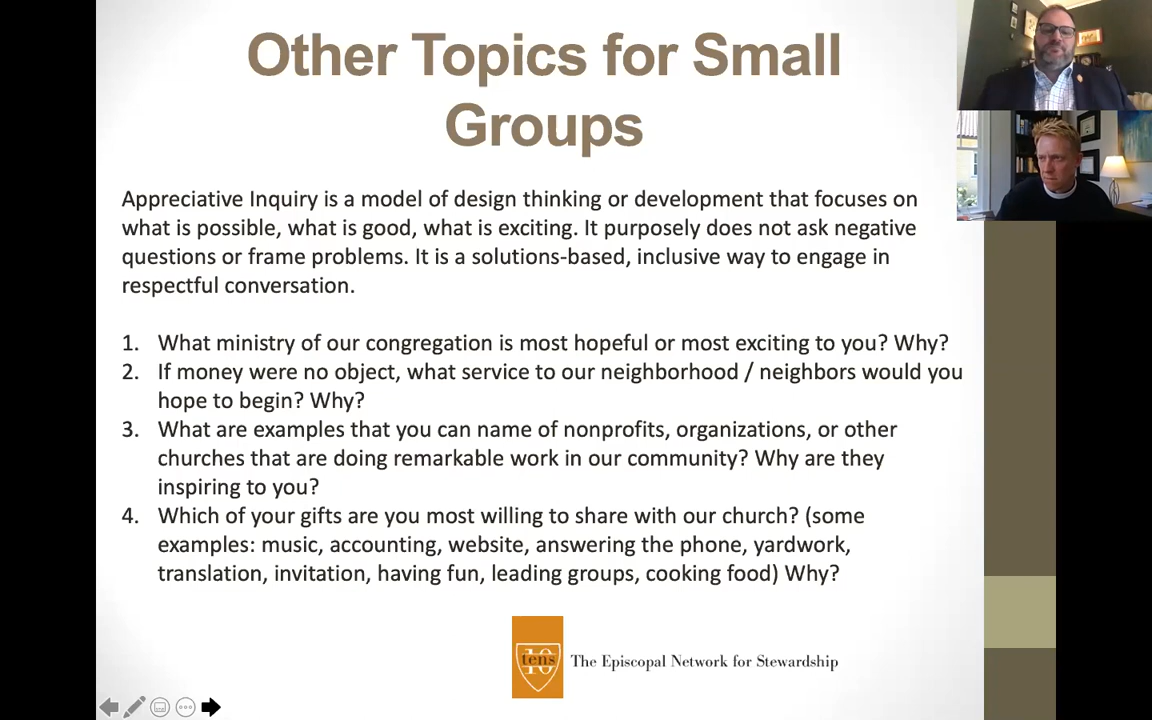 Other Topics for Small
Groups
Appreciative Inquiry is a model of design thinking or development that focuses on
what is possible, what is good, what is exciting. It purposely does not ask negative
questions or frame problems. It is a solutions-based, inclusive way to engage in
respectful conversation.
1. What ministry of our congregation is most hopeful or most exciting to you? Why?
2. If money were no object, what service to our neighborhood / neighbors would you
hope to begin? Why?
3. What are examples that you can name of nonprofits, organizations, or other
churches that are doing remarkable work in our community? Why are they
inspiring to you?
4. Which of your gifts are you most willing to share with our church? (some
examples: music, accounting, website, answering the phone, yardwork,
translation, invitation, having fun, leading groups, cooking food) Why?
tens
10
The Episcopal Network for Stewardship